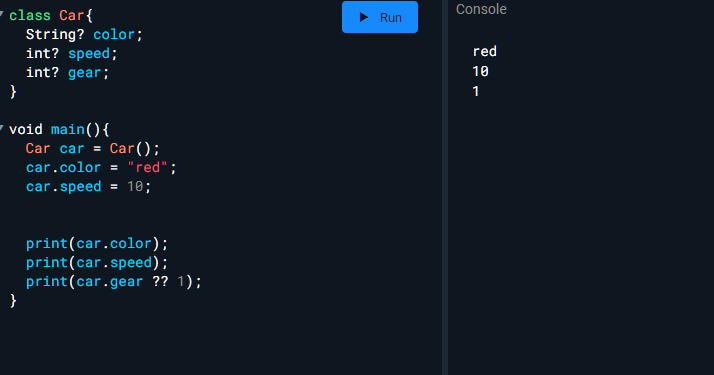 class Car{
  String? color;
  int? speed;
  int? gear;
}
void main(){
  Car car = Car();
  car.color = "red";
  car.speed = 10;
  print(car.color);
  print(car.speed);
  print(car.gear ?? 1);
}
Run
Console
red
10
1